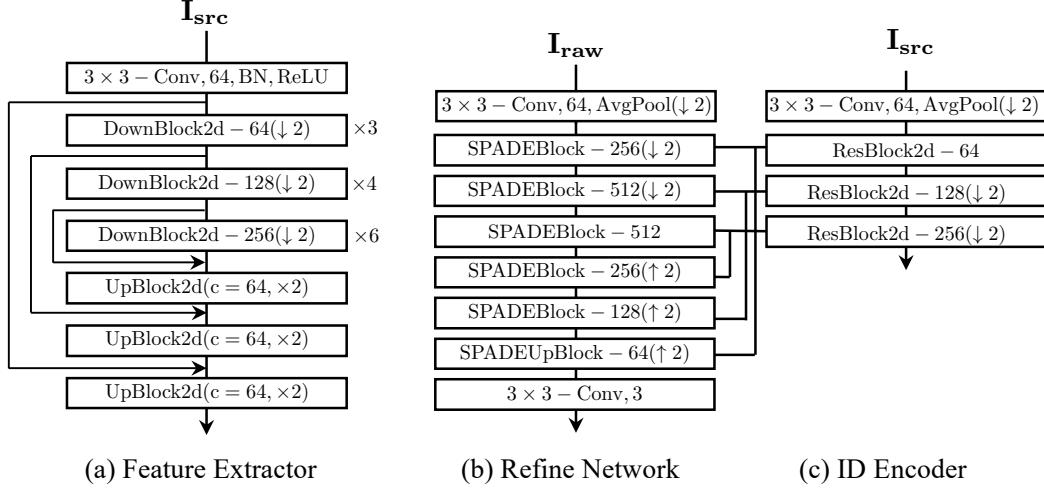 I_src
3 × 3 − Conv, 64, BN, ReLU
DownBlock2d − 64(↓ 2) ×3
DownBlock2d − 128(↓ 2) ×4
DownBlock2d − 256(↓ 2) ×6
UpBlock2d(c = 64, ×2)
UpBlock2d(c = 64, ×2)
UpBlock2d(c = 64, ×2)
(a) Feature Extractor
I_raw
3 × 3 − Conv, 64, AvgPool(↓ 2)
SPADEBlock − 256(↓ 2)
SPADEBlock − 512(↓ 2)
SPADEBlock − 512
SPADEBlock − 256(↑ 2)
SPADEBlock − 128(↑ 2)
SPADEUpBlock − 64(↑ 2)
3 × 3 − Conv, 3
(b) Refine Network
I_src
3 × 3 − Conv, 64, AvgPool(↓ 2)
ResBlock2d − 64
ResBlock2d − 128(↓ 2)
ResBlock2d − 256(↓ 2)
(c) ID Encoder